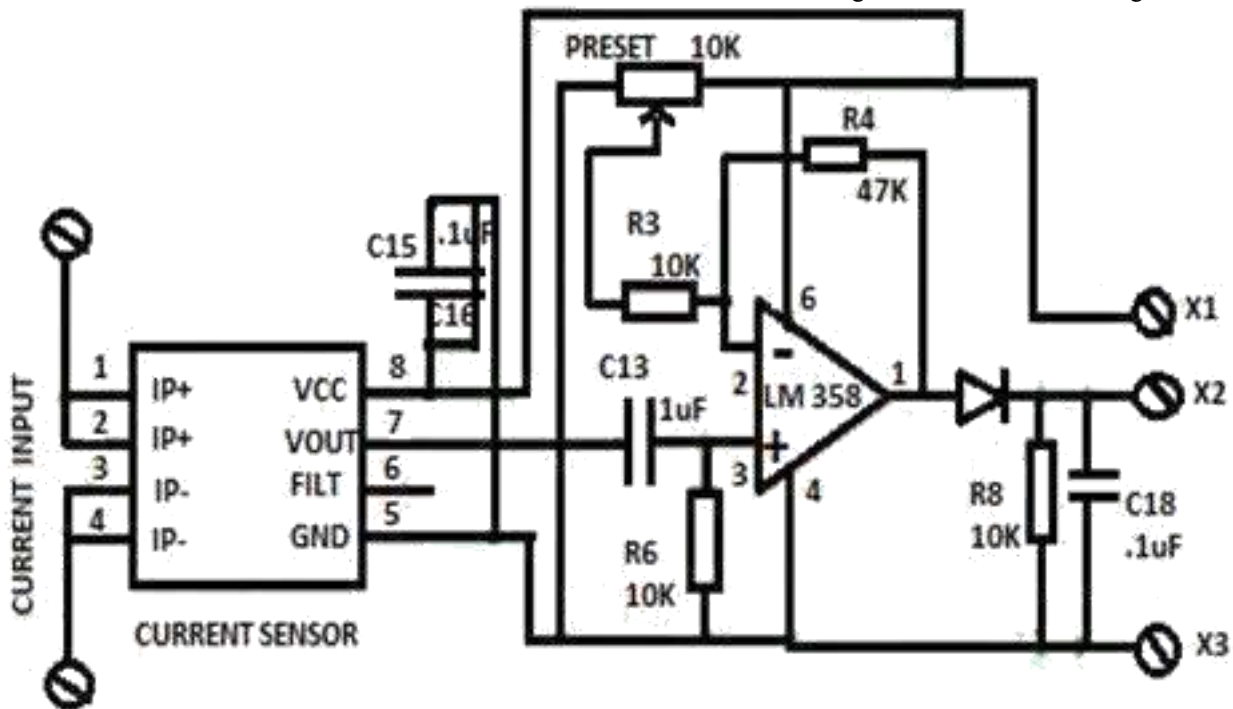 PRESET 10K
R4
47K
C15 .1uF
R3
10K
C16
6
X1
C13
1uF
2
LM 358
1
X2
-
+
3
4
CURRENT INPUT
1 IP+ VCC 8
2 IP+ VOUT 7
3 IP- FILT 6
4 IP- GND 5
R6
10K
R8
10K
C18
.1uF
CURRENT SENSOR
X3